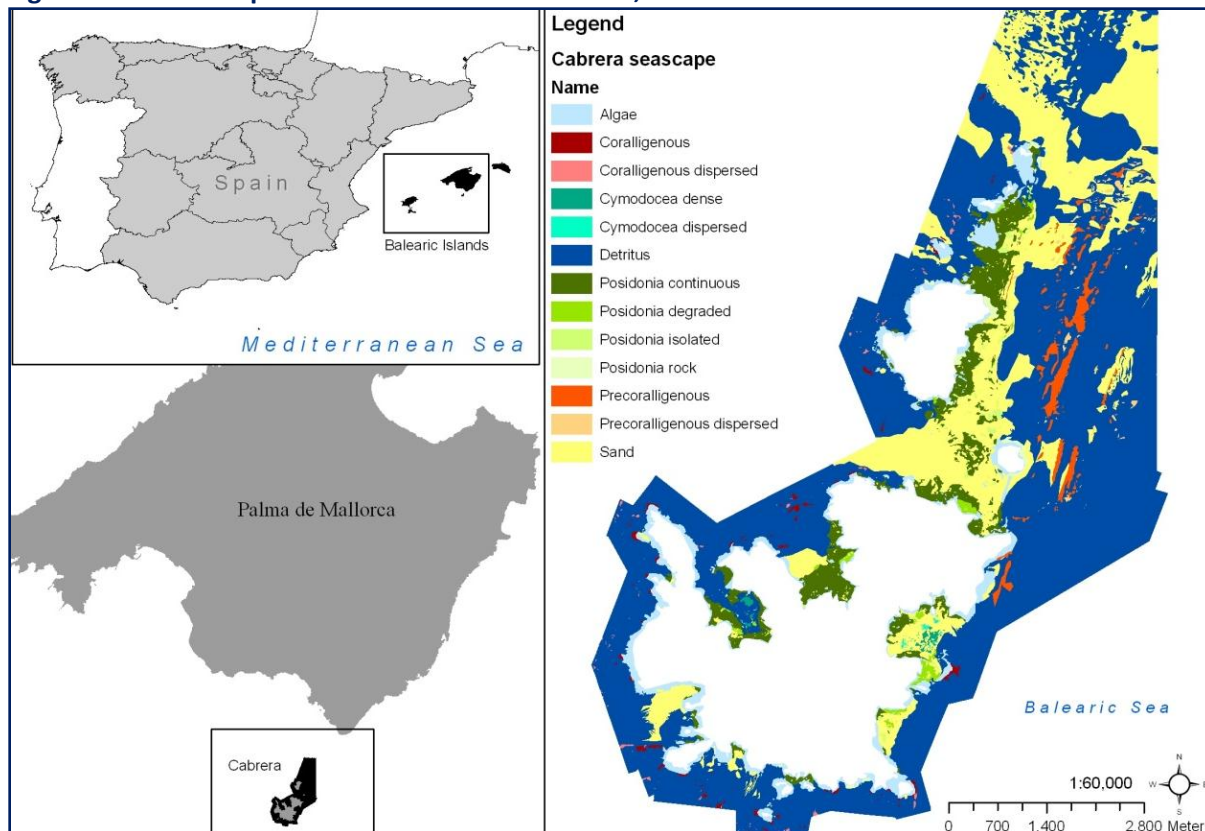 Spain
Balearic Islands
Mediterranean Sea
Palma de Mallorca
Cabrera
Legend
Cabrera seascape
Name
Algae
Coralligenous
Coralligenous dispersed
Cymodocea dense
Cymodocea dispersed
Detritus
Posidonia continuous
Posidonia degraded
Posidonia isolated
Posidonia rock
Precoralligenous
Precoralligenous dispersed
Sand
Balearic Sea
N
W
S
1:60,000
0 700 1.400 2.800